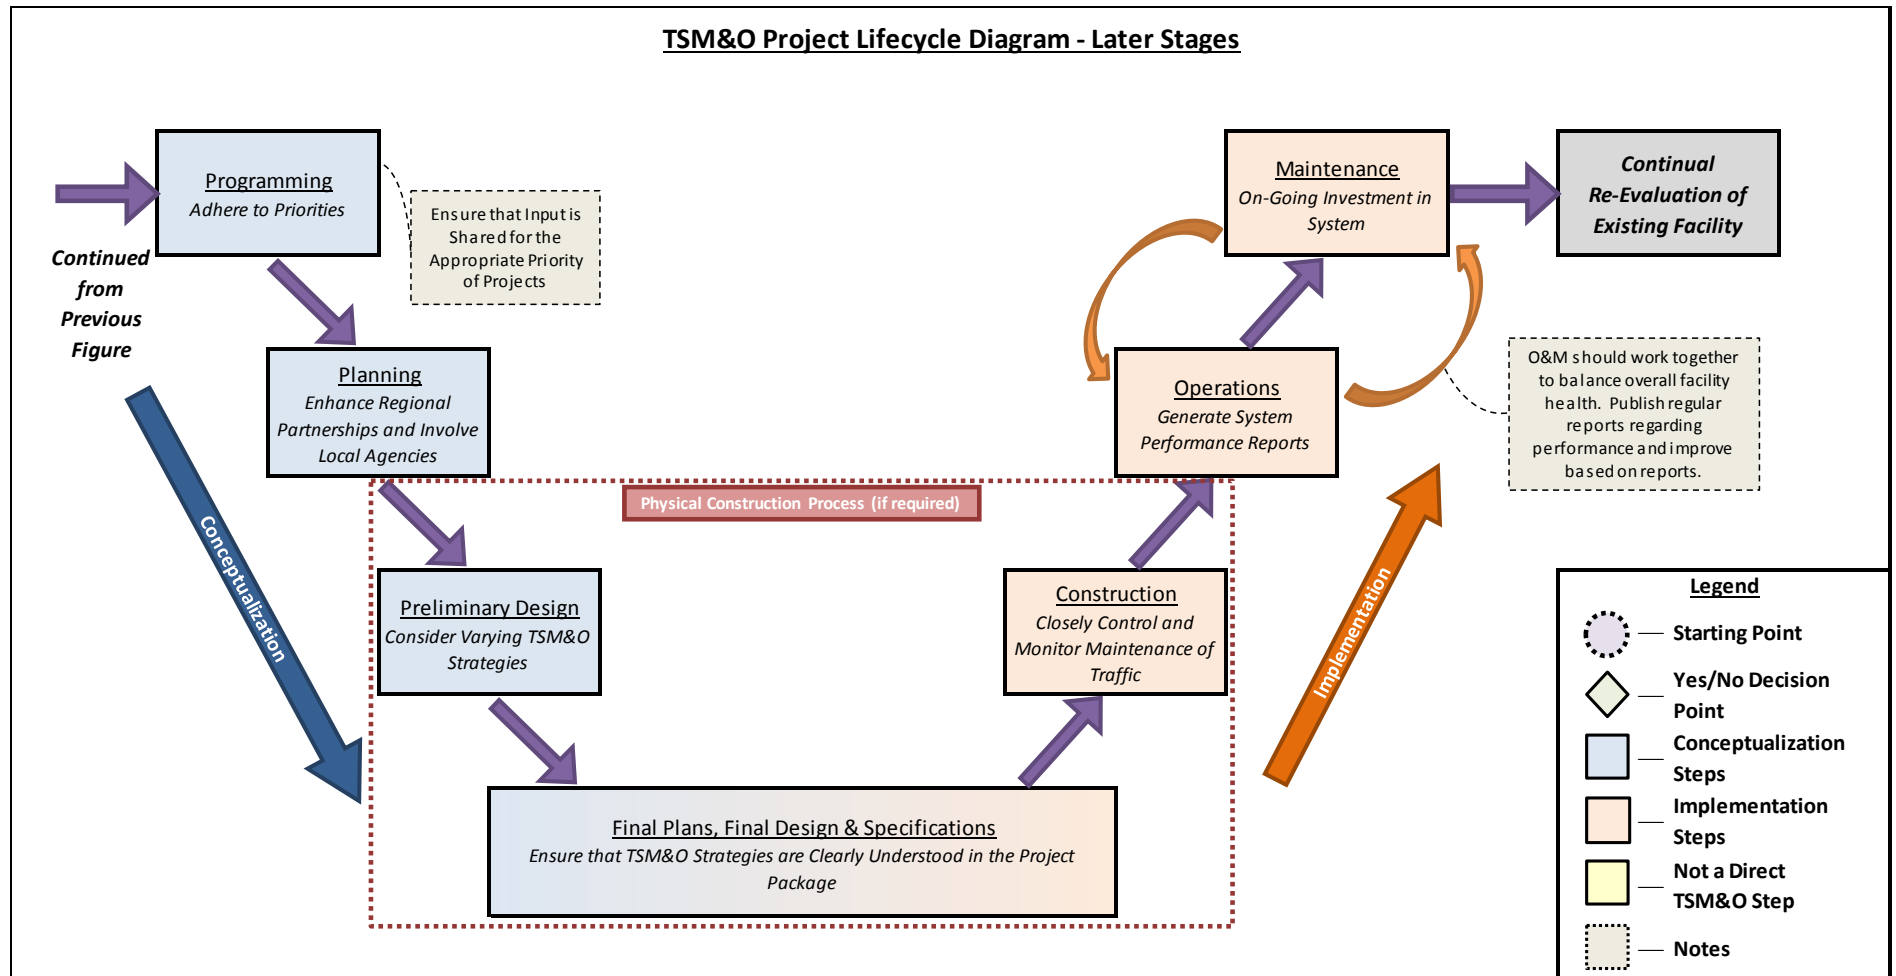 TSM&O Project Lifecycle Diagram - Later Stages
Programming
Adhere to Priorities
Continued
from
Previous
Figure
Ensure that Input is
Shared for the
Appropriate Priority
of Projects
Planning
Enhance Regional
Partnerships and Involve
Local Agencies
Conceptualization
Physical Construction Process (if required)
Preliminary Design
Consider Varying TSM&O
Strategies
Final Plans, Final Design & Specifications
Ensure that TSM&O Strategies are Clearly Understood in the Project
Package
Construction
Closely Control and
Monitor Maintenance of
Traffic
Operations
Generate System
Performance Reports
Maintenance
On-Going Investment in
System
Continual
Re-Evaluation of
Existing Facility
O&M should work together
to balance overall facility
health. Publish regular
reports regarding
performance and improve
based on reports.
Implementation
Legend
Starting Point
Yes/No Decision
Point
Conceptualization
Steps
Implementation
Steps
Not a Direct
TSM&O Step
Notes